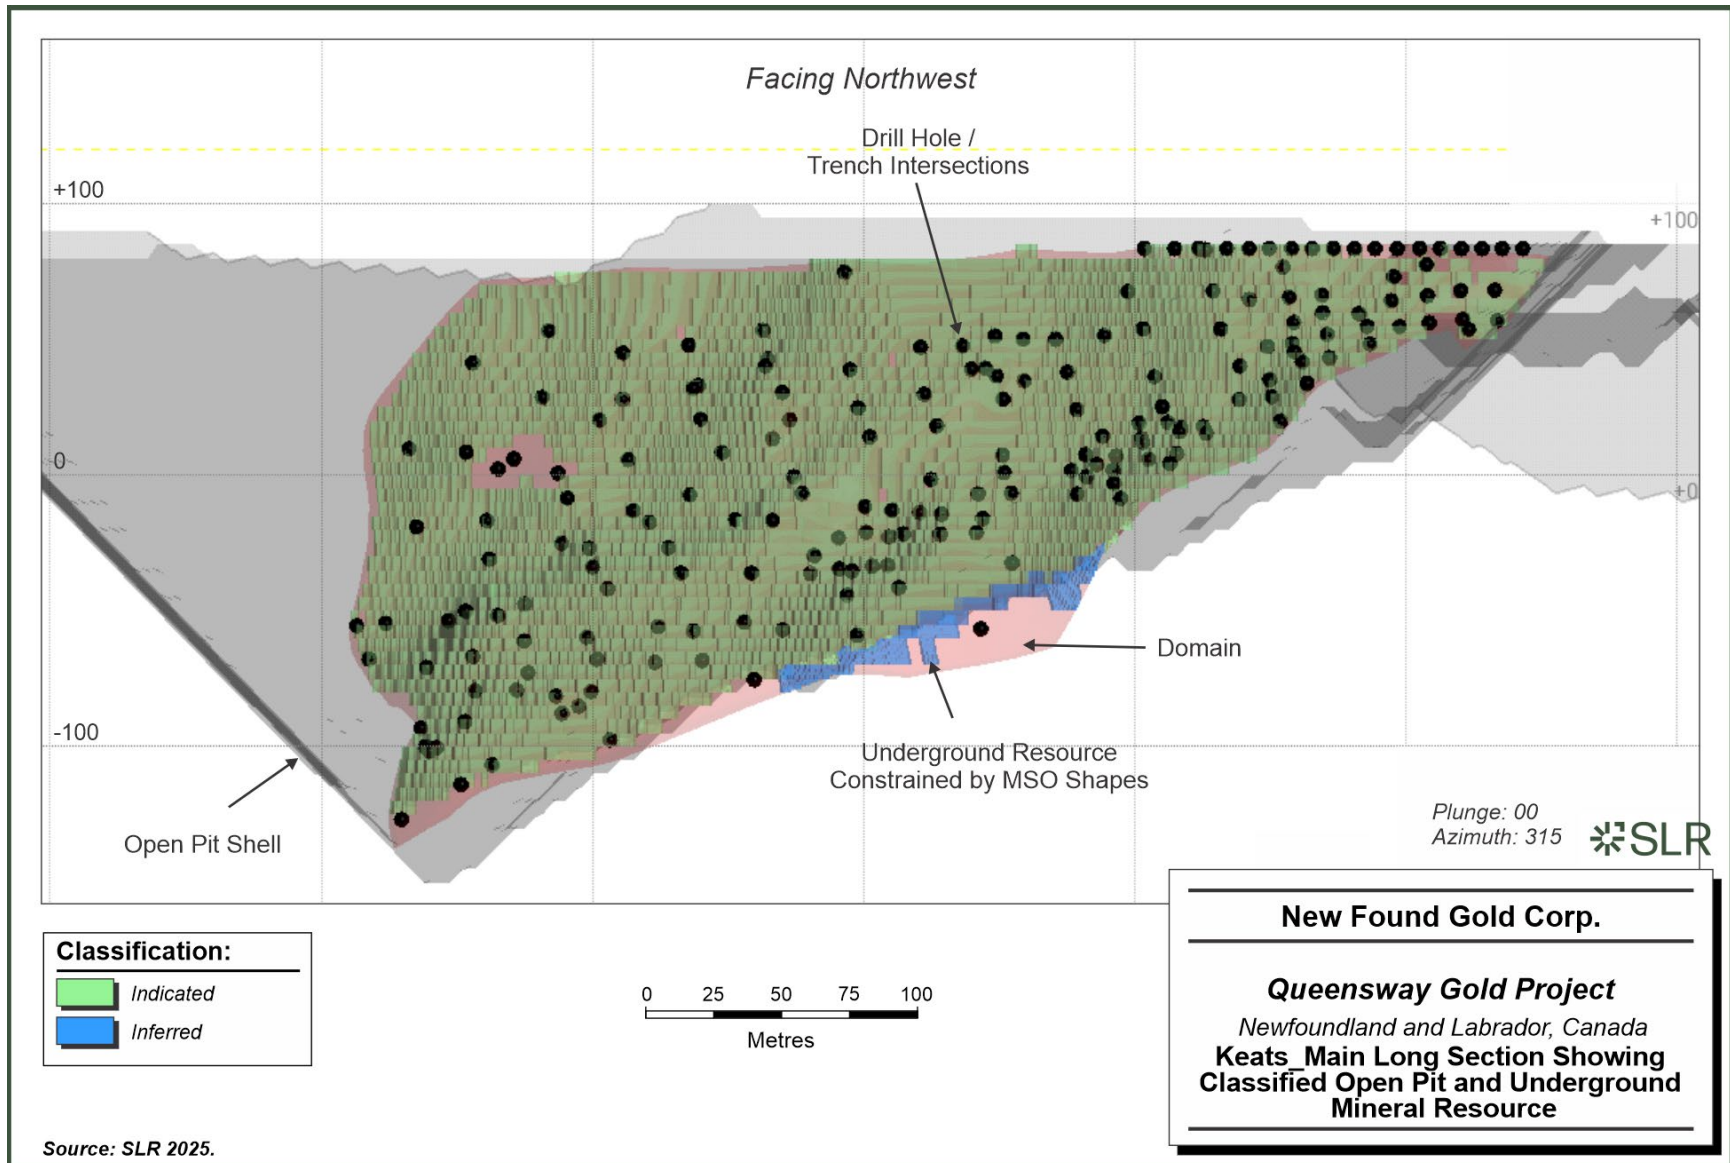 Facing Northwest
Drill Hole /
Trench Intersections
+100
+100
0
+0
-100
Domain
Underground Resource
Constrained by MSO Shapes
Open Pit Shell
Plunge: 00
Azimuth: 315
SLR
Classification:
Indicated
Inferred
0 25 50 75 100
Metres
New Found Gold Corp.
Queensway Gold Project
Newfoundland and Labrador, Canada
Keats_Main Long Section Showing
Classified Open Pit and Underground
Mineral Resource
Source: SLR 2025.